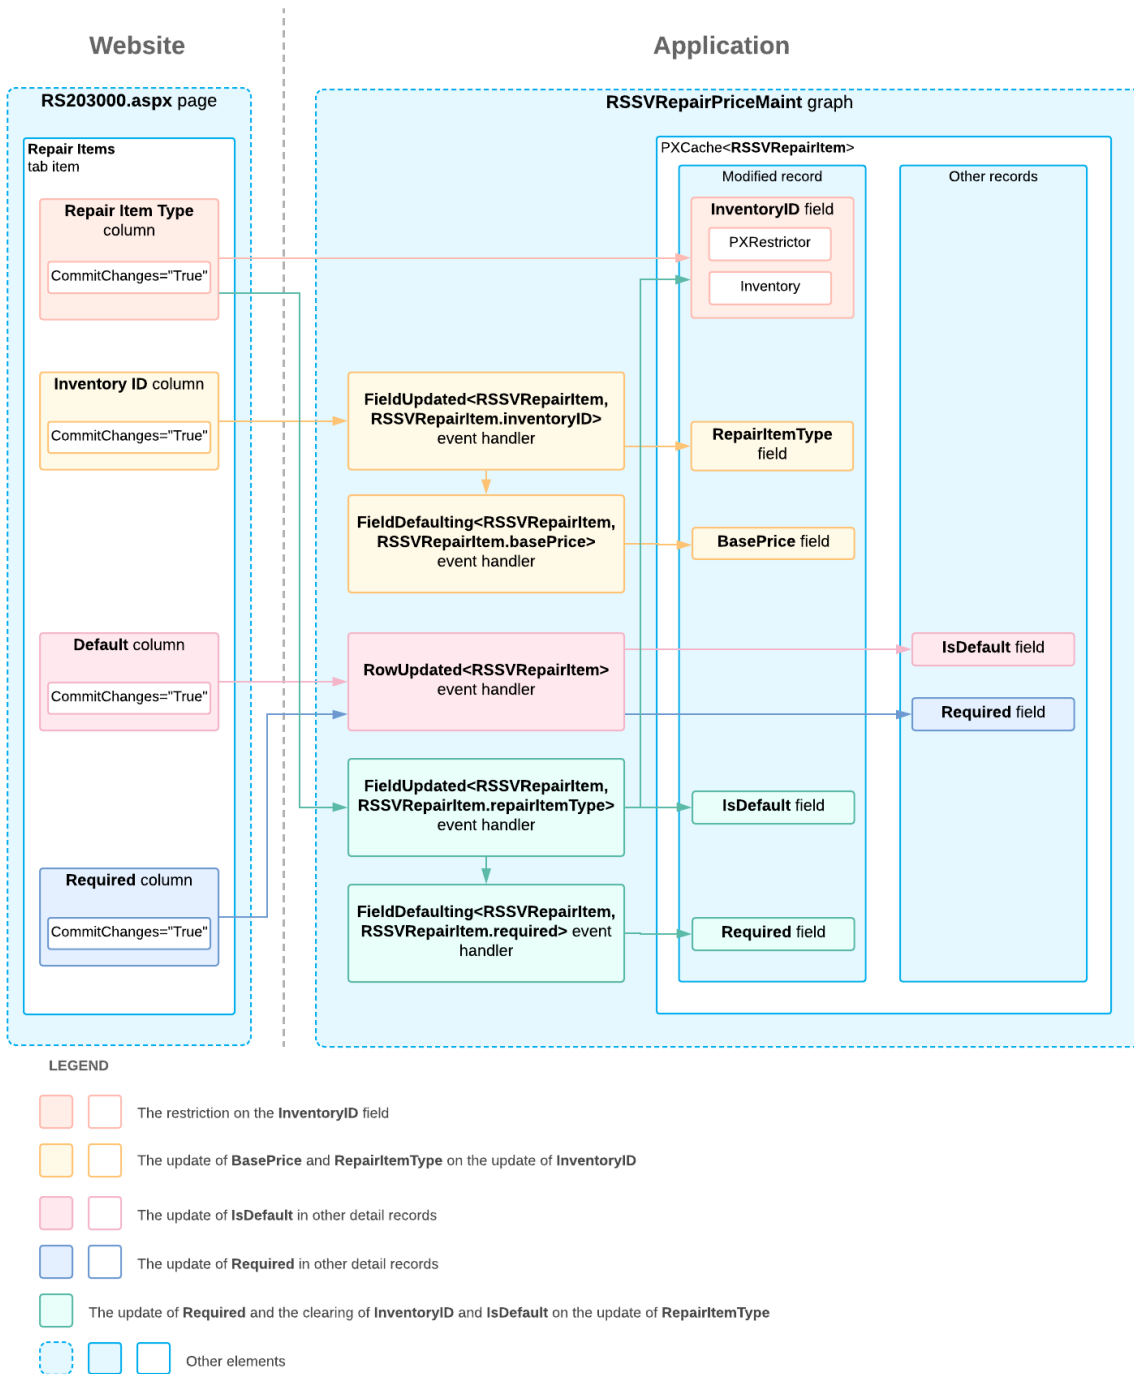 Website
Application
RS203000.aspx page
RSSVRepairPriceMaint graph
Repair Items
tab item
PXCache<RSSVRepairItem>
Modified record
Other records
Repair Item Type
column
CommitChanges="True"
InventoryID field
PXRestrictor
Inventory
Inventory ID column
CommitChanges="True"
FieldUpdated<RSSVRepairItem,
RSSVRepairItem.inventoryID>
event handler
RepairItemType
field
FieldDefaulting<RSSVRepairItem,
RSSVRepairItem.basePrice>
event handler
BasePrice field
Default column
CommitChanges="True"
RowUpdated<RSSVRepairItem>
event handler
IsDefault field
Required field
FieldUpdated<RSSVRepairItem,
RSSVRepairItem.repairItemType>
event handler
IsDefault field
Required column
CommitChanges="True"
FieldDefaulting<RSSVRepairItem,
RSSVRepairItem.required> event
handler
Required field
LEGEND
The restriction on the InventoryID field
The update of BasePrice and RepairItemType on the update of InventoryID
The update of IsDefault in other detail records
The update of Required in other detail records
The update of Required and the clearing of InventoryID and IsDefault on the update of RepairItemType
Other elements